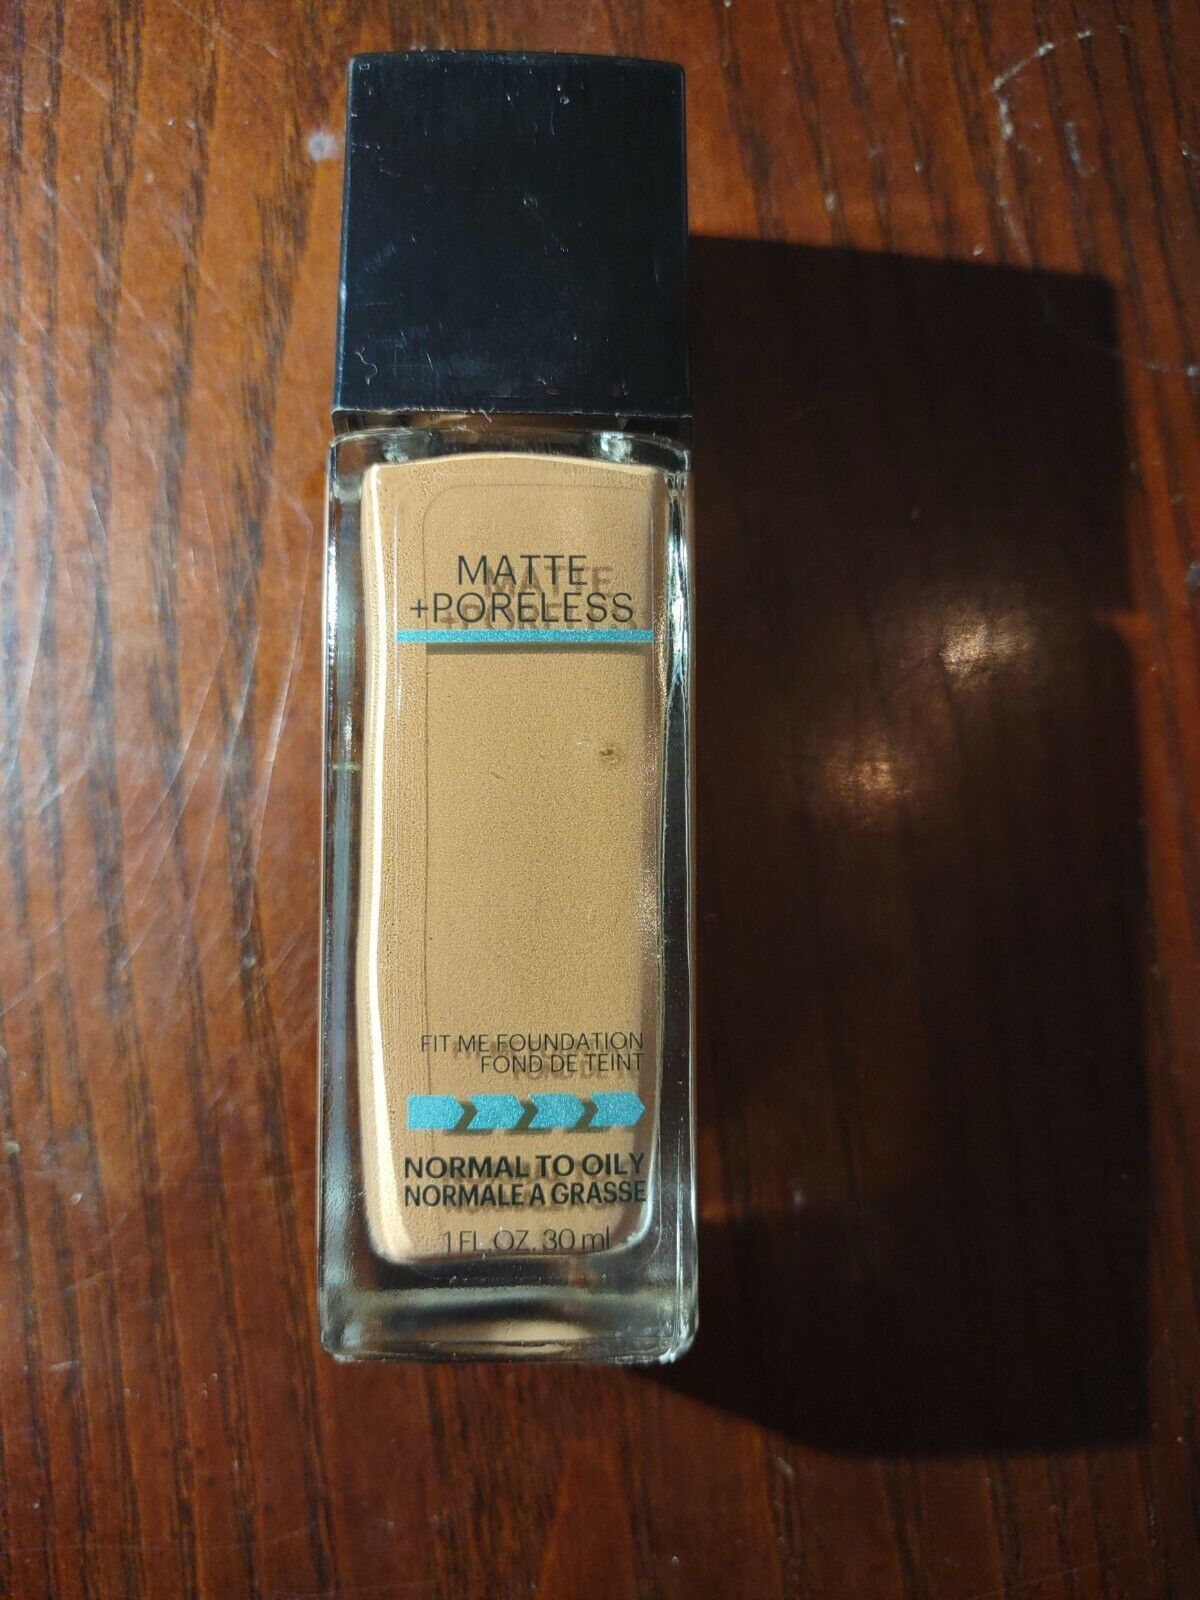 MATTE
+PORELESS
FIT ME FOUNDATION
FOND DE TEINT
NORMAL TO OILY
NORMALE A GRASSE
1 FL. OZ. 30 ml